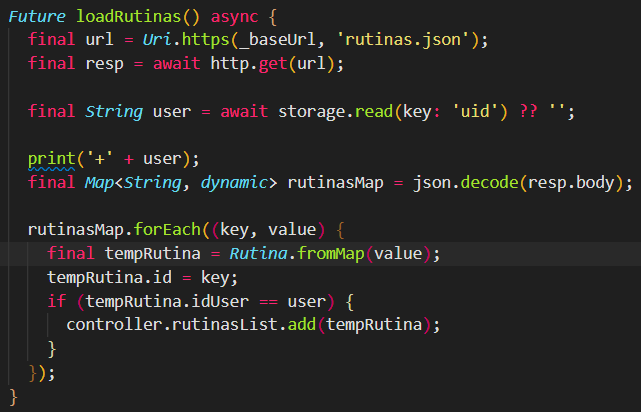 Future loadRutinas() async {
  final url = Uri.https(_baseUrl, 'rutinas.json');
  final resp = await http.get(url);

  final String user = await storage.read(key: 'uid') ?? '';

  print('+' + user);
  final Map<String, dynamic> rutinasMap = json.decode(resp.body);

  rutinasMap.forEach((key, value) {
    final tempRutina = Rutina.fromMap(value);
    tempRutina.id = key;
    if (tempRutina.idUser == user) {
      controller.rutinasList.add(tempRutina);
    }
  });
}